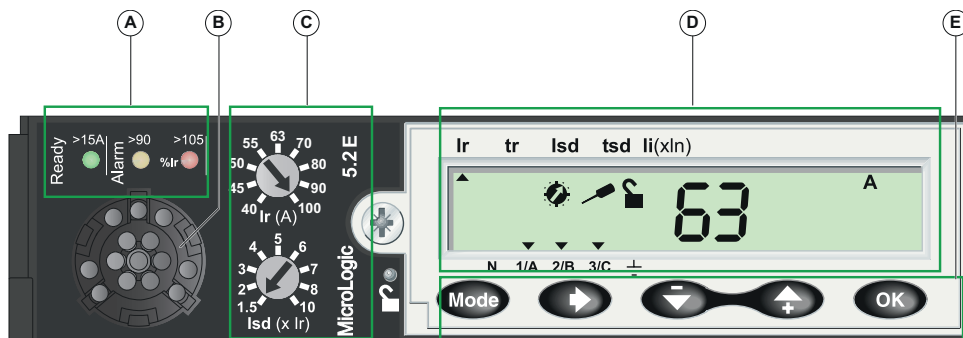 A B C D E
Ready >15A Alarm >90 >105 %Ir
63
55 70
50 80
45 90
40 100
Ir (A)
5
4 6
3 7
2 8
1.5 10
Isd (x Ir)
5.2 E
MicroLogic
Ir tr Isd tsd Ii(xIn)
63 A
N 1/A 2/B 3/C
Mode - + OK